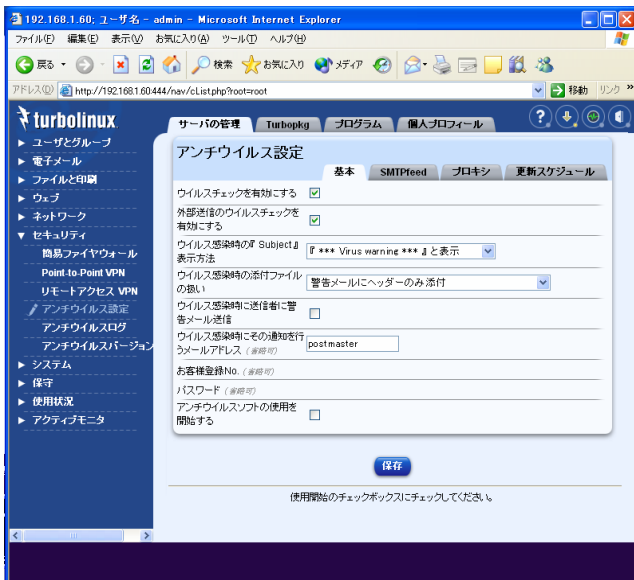 192.168.1.60; ユーザ名 - admin - Microsoft Internet Explorer
ファイル(F) 編集(E) 表示(V) お気に入り(A) ツール(T) ヘルプ(H)
戻る 検索 お気に入り メディア
アドレス(D) http://192.168.1.60:444/nav/cList.php?root=root 移動 リンク »
turbolinux
サーバの管理 Turbopkg プログラム 個人プロフィール
ユーザとグループ
電子メール
ファイルと印刷
ウェブ
ネットワーク
セキュリティ
簡易ファイヤウォール
Point-to-Point VPN
リモートアクセス VPN
アンチウイルス設定
アンチウイルスログ
アンチウイルスバージョン
システム
保守
使用状況
アクティブモニタ
アンチウイルス設定
基本 SMTPfeed プロキシ 更新スケジュール
ウイルスチェックを有効にする
外部送信のウイルスチェックを
有効にする
ウイルス感染時の『Subject』
表示方法
『 *** Virus warning *** 』と表示
ウイルス感染時の添付ファイル
の扱い
警告メールにヘッダーのみ添付
ウイルス感染時に送信者に警
告メール送信
ウイルス感染時にその通知を行
うメールアドレス (省略可)
postmaster
お客様登録No. (省略可)
パスワード (省略可)
アンチウイルスソフトの使用を
開始する
保存
使用開始のチェックボックスにチェックしてください。